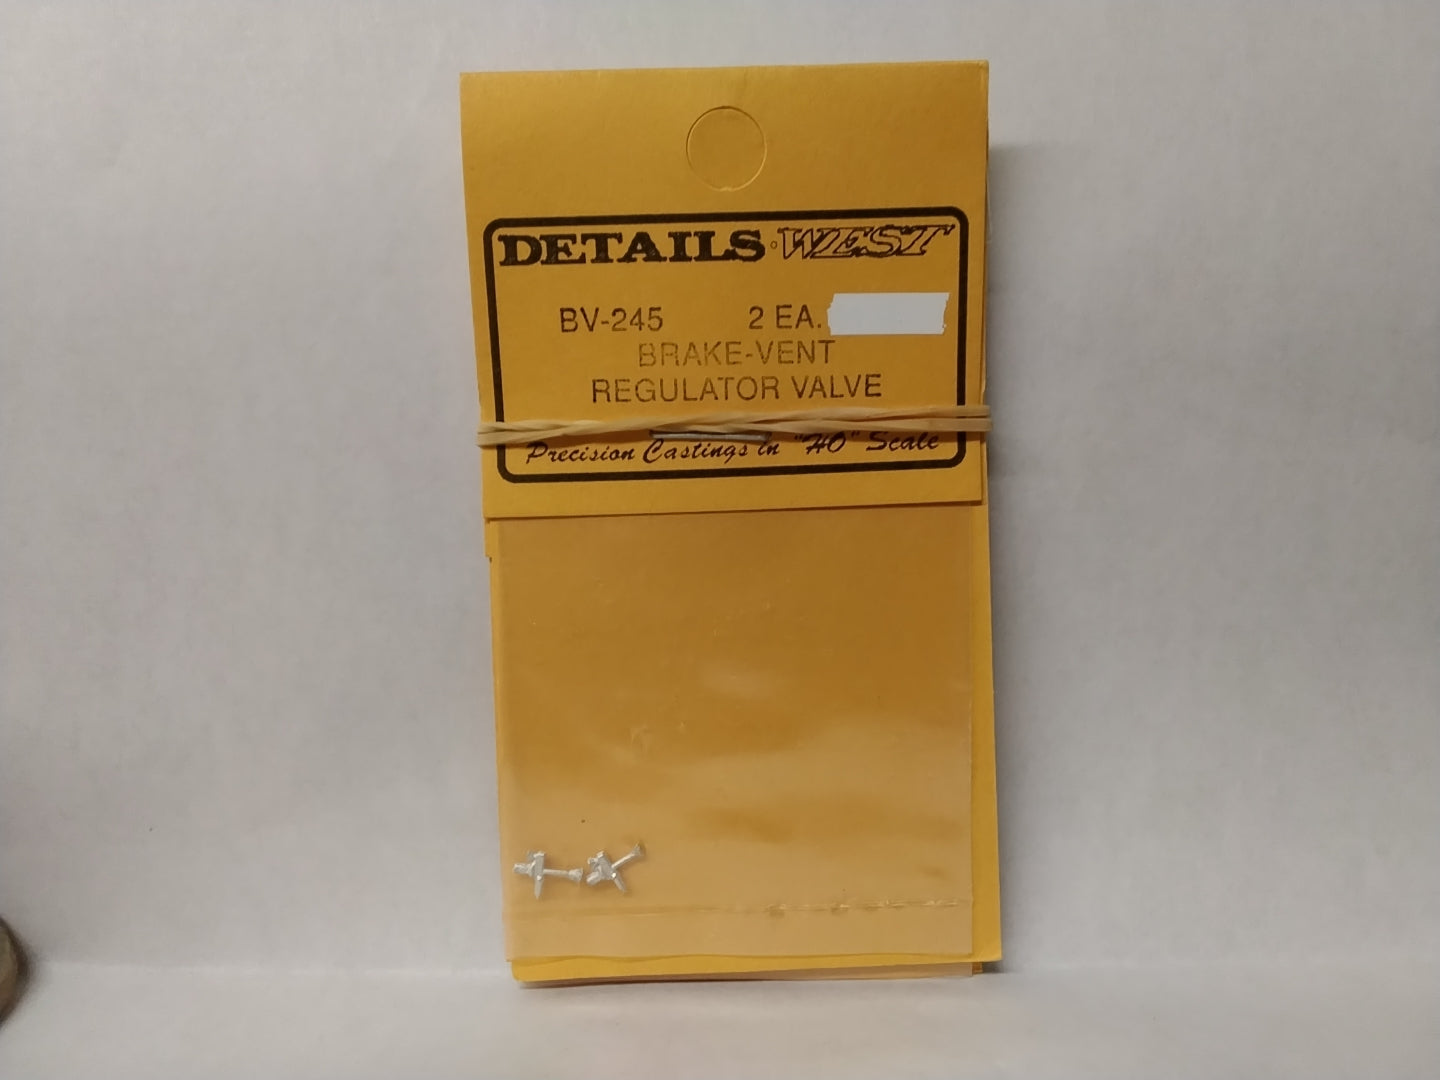 DETAILS WEST
BV-245 2 EA.
BRAKE-VENT
REGULATOR VALVE
Precision Castings in "HO" Scale